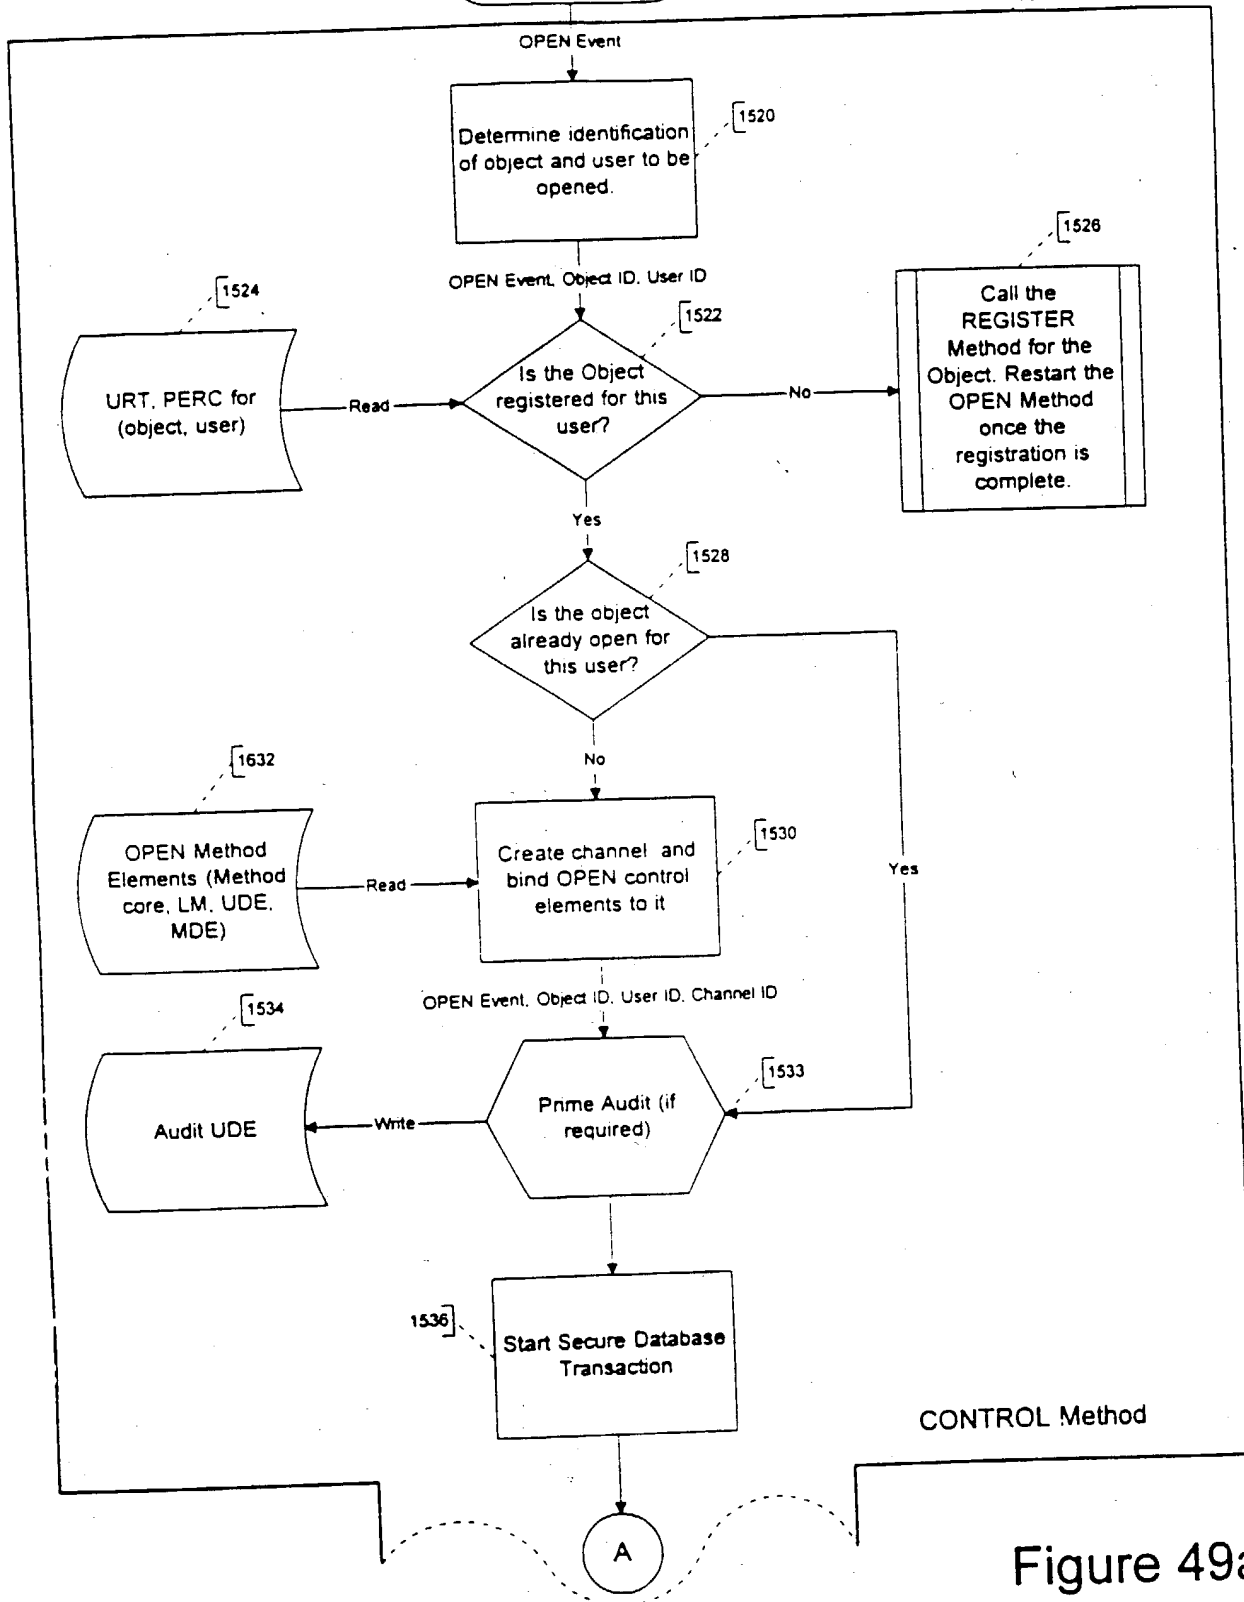 OPEN Event
1520
Determine identification
of object and user to be
opened.
1526
OPEN Event, Object ID, User ID
1524
1522
Call the
REGISTER
Method for the
Object. Restart the
OPEN Method
once the
registration is
complete.
Is the Object
registered for this
user?
URT, PERC for
(object, user)
Read
No
Yes
1528
Is the object
already open for
this user?
1632
No
OPEN Method
Elements (Method
core, LM, UDE,
MDE)
Read
Create channel and
bind OPEN control
elements to it
1530
Yes
OPEN Event, Object ID, User ID, Channel ID
1534
1533
Prime Audit (if
required)
Audit UDE
Write
1536
Start Secure Database
Transaction
CONTROL Method
A
Figure 49a